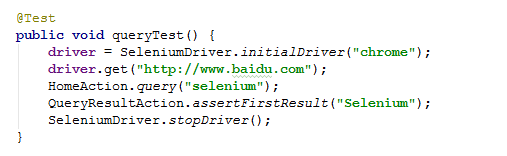 @Test
public void queryTest() {
    driver = SeleniumDriver.initialDriver("chrome");
    driver.get("http://www.baidu.com");
    HomeAction.query("selenium");
    QueryResultAction.assertFirstResult("Selenium");
    SeleniumDriver.stopDriver();
}